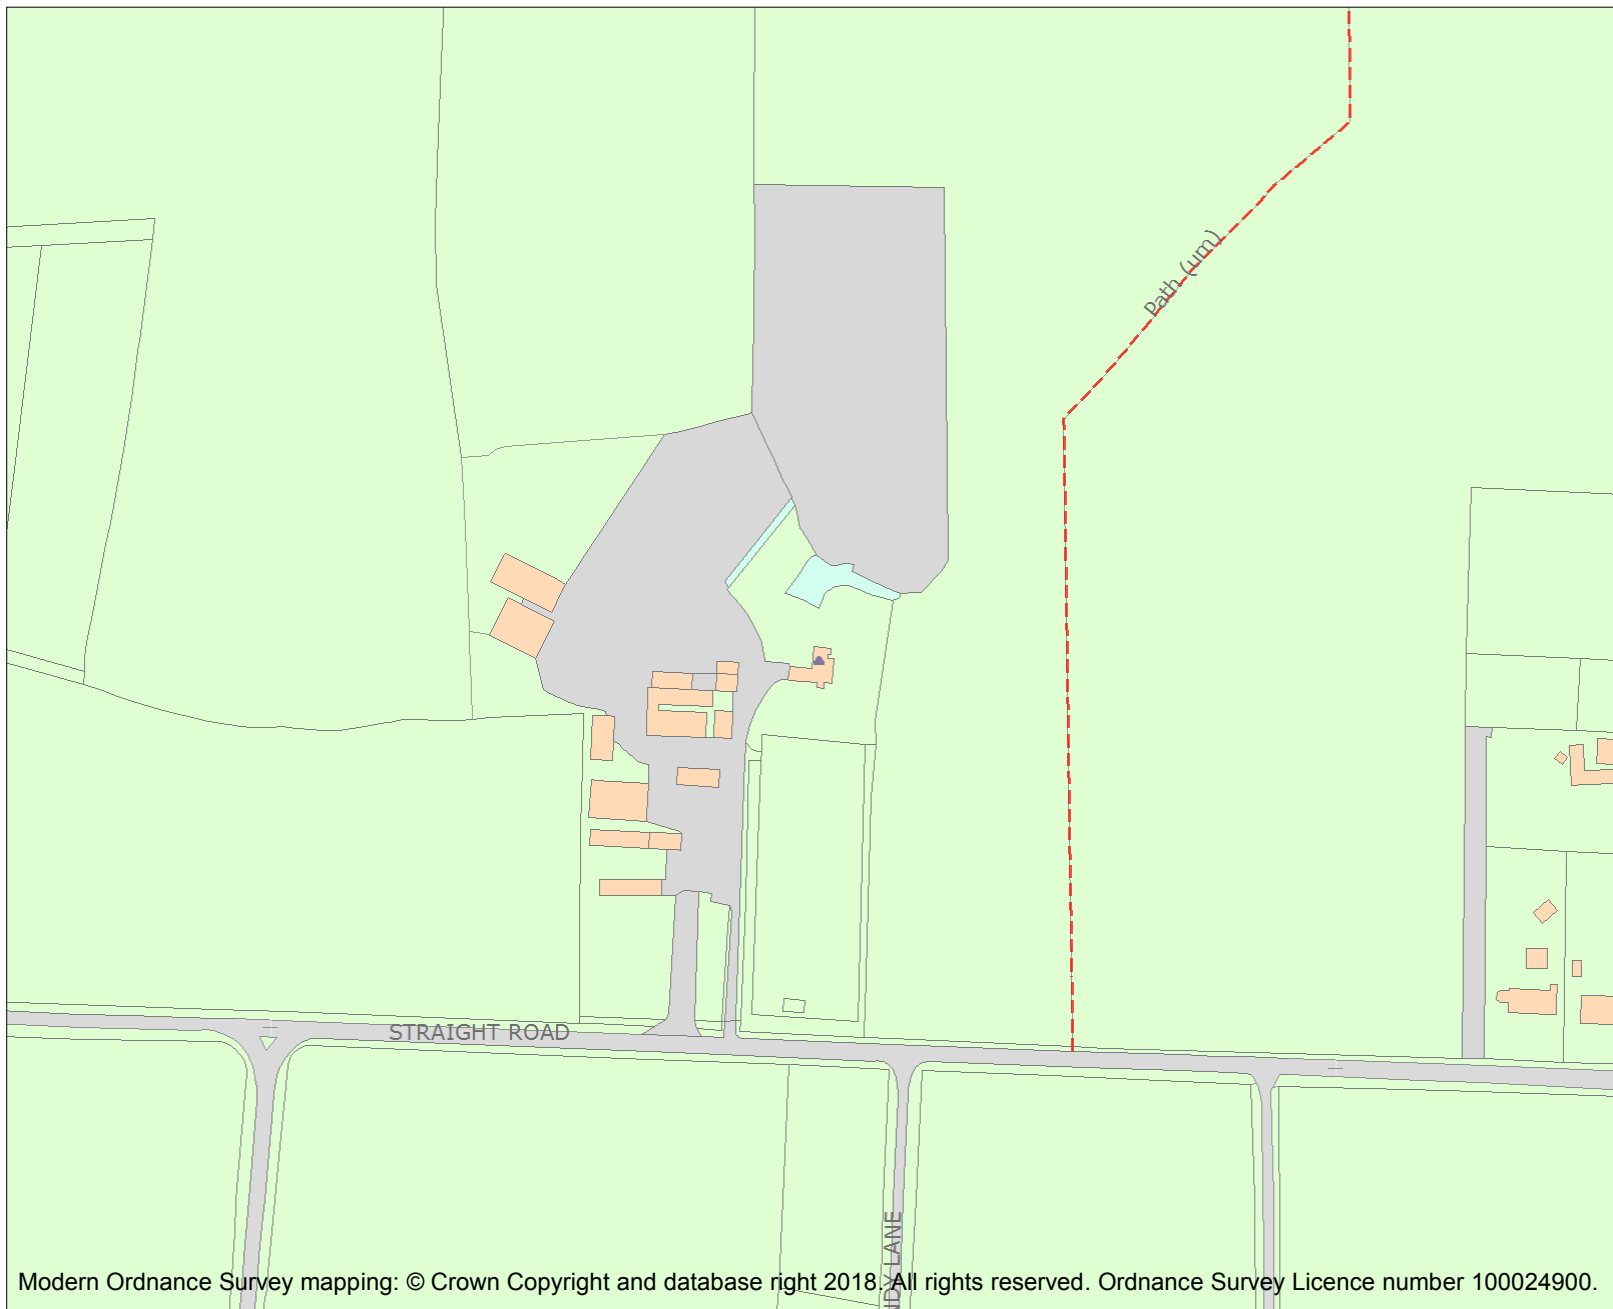 Path (um)
STRAIGHT ROAD
LANE
Modern Ordnance Survey mapping: © Crown Copyright and database right 2018. All rights reserved. Ordnance Survey Licence number 100024900.